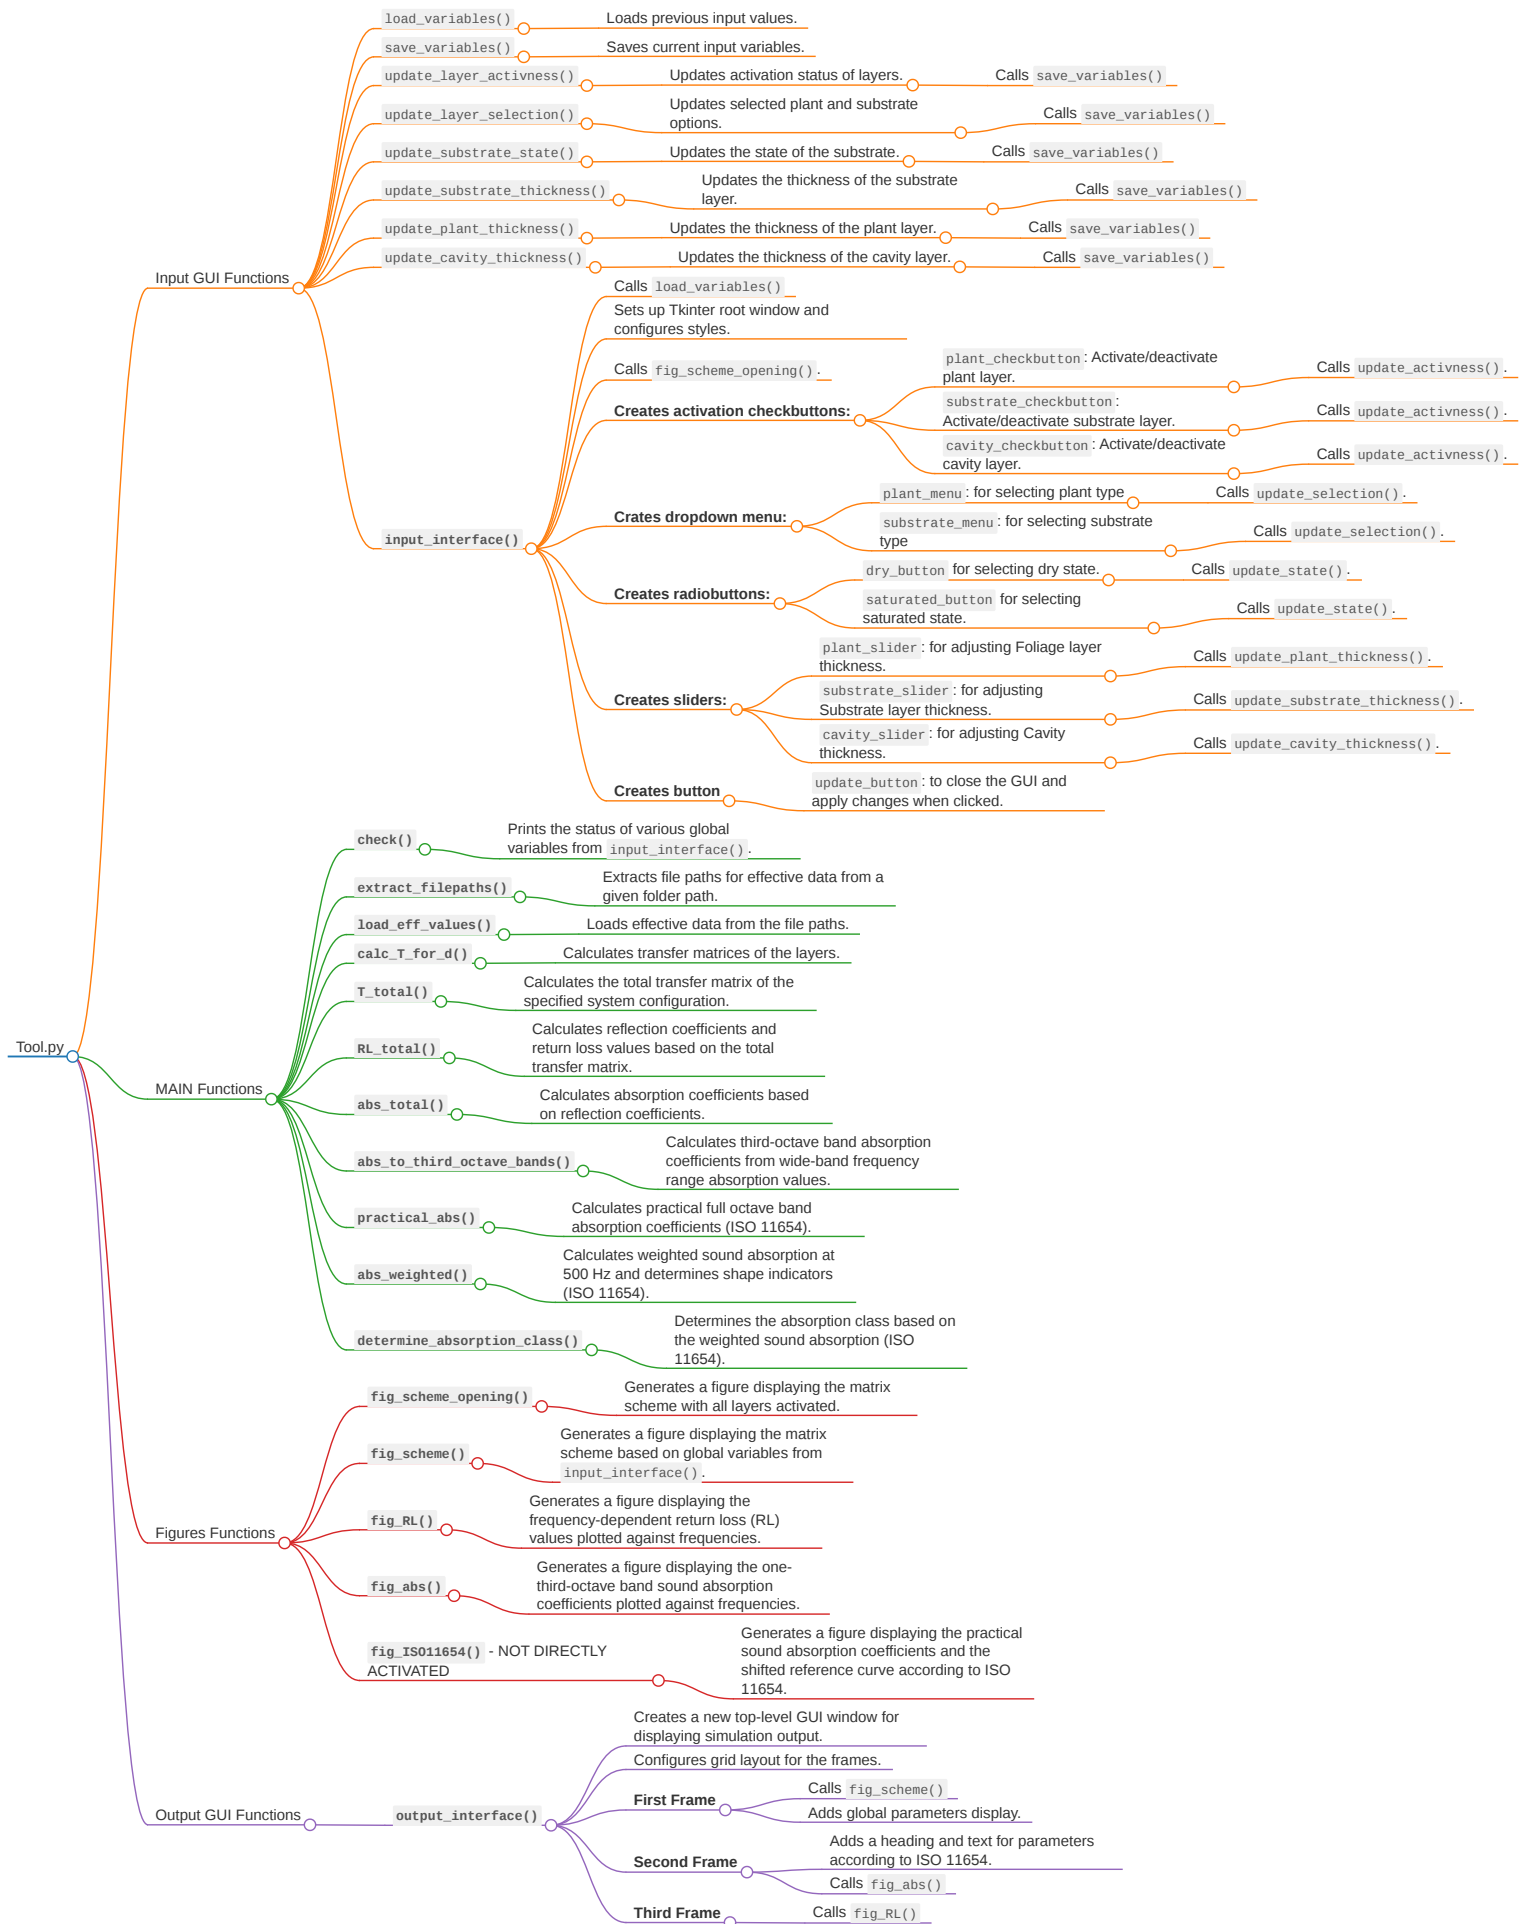 load_variables()
Loads previous input values.
save_variables()
Saves current input variables.
update_layer_activness()
Updates activation status of layers.
Calls save_variables()
update_layer_selection()
Updates selected plant and substrate
options.
Calls save_variables()
update_substrate_state()
Updates the state of the substrate.
Calls save_variables()
update_substrate_thickness()
Updates the thickness of the substrate
layer.
Calls save_variables()
update_plant_thickness()
Updates the thickness of the plant layer.
Calls save_variables()
update_cavity_thickness()
Updates the thickness of the cavity layer.
Calls save_variables()
Input GUI Functions
Calls load_variables()
Sets up Tkinter root window and
configures styles.
Calls fig_scheme_opening().
Creates activation checkbuttons:
plant_checkbutton: Activate/deactivate
plant layer.
Calls update_activness().
substrate_checkbutton:
Activate/deactivate substrate layer.
Calls update_activness().
cavity_checkbutton: Activate/deactivate
cavity layer.
Calls update_activness().
input_interface()
Crates dropdown menu:
plant_menu: for selecting plant type
Calls update_selection().
substrate_menu: for selecting substrate
type
Calls update_selection().
Creates radiobuttons:
dry_button for selecting dry state.
Calls update_state().
saturated_button for selecting
saturated state.
Calls update_state().
Creates sliders:
plant_slider: for adjusting Foliage layer
thickness.
Calls update_plant_thickness().
substrate_slider: for adjusting
Substrate layer thickness.
Calls update_substrate_thickness().
cavity_slider: for adjusting Cavity
thickness.
Calls update_cavity_thickness().
Creates button
update_button: to close the GUI and
apply changes when clicked.
Tool.py
MAIN Functions
check()
Prints the status of various global
variables from input_interface().
extract_filepaths()
Extracts file paths for effective data from a
given folder path.
load_eff_values()
Loads effective data from the file paths.
calc_T_for_d()
Calculates transfer matrices of the layers.
T_total()
Calculates the total transfer matrix of the
specified system configuration.
RL_total()
Calculates reflection coefficients and
return loss values based on the total
transfer matrix.
abs_total()
Calculates absorption coefficients based
on reflection coefficients.
abs_to_third_octave_bands()
Calculates third-octave band absorption
coefficients from wide-band frequency
range absorption values.
practical_abs()
Calculates practical full octave band
absorption coefficients (ISO 11654).
abs_weighted()
Calculates weighted sound absorption at
500 Hz and determines shape indicators
(ISO 11654).
determine_absorption_class()
Determines the absorption class based on
the weighted sound absorption (ISO
11654).
Figures Functions
fig_scheme_opening()
Generates a figure displaying the matrix
scheme with all layers activated.
fig_scheme()
Generates a figure displaying the matrix
scheme based on global variables from
input_interface().
fig_RL()
Generates a figure displaying the
frequency-dependent return loss (RL)
values plotted against frequencies.
fig_abs()
Generates a figure displaying the one-
third-octave band sound absorption
coefficients plotted against frequencies.
fig_ISO11654() - NOT DIRECTLY
ACTIVATED
Generates a figure displaying the practical
sound absorption coefficients and the
shifted reference curve according to ISO
11654.
Output GUI Functions
output_interface()
Creates a new top-level GUI window for
displaying simulation output.
Configures grid layout for the frames.
First Frame
Calls fig_scheme()
Adds global parameters display.
Second Frame
Adds a heading and text for parameters
according to ISO 11654.
Calls fig_abs()
Third Frame
Calls fig_RL()